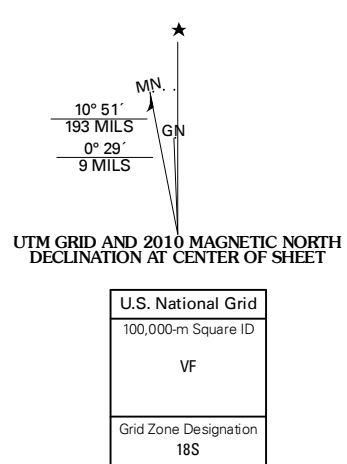 MN
10° 51´
193 MILS
GN
0° 29´
9 MILS
UTM GRID AND 2010 MAGNETIC NORTH
DECLINATION AT CENTER OF SHEET
U.S. National Grid
100,000-m Square ID
VF
Grid Zone Designation
18S